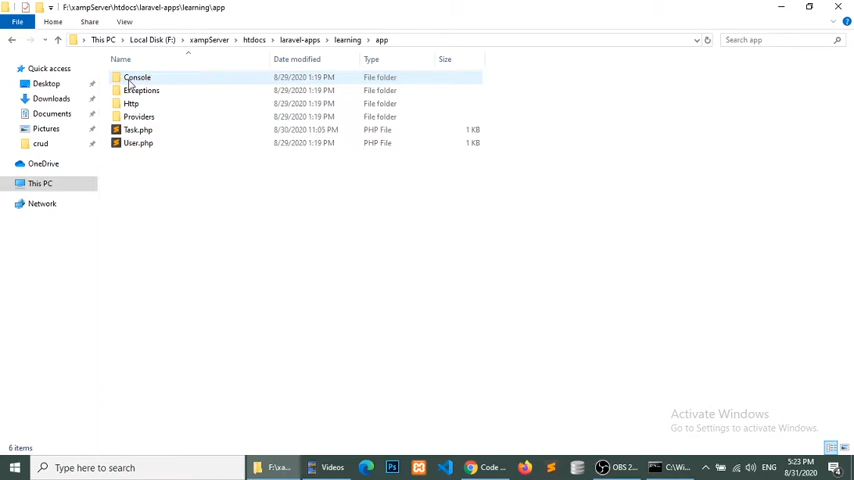 F:\xampServer\htdocs\laravel-apps\learning\app
File Home Share View
This PC Local Disk (F:) xampServer htdocs laravel-apps learning app Search app
Name Date modified Type Size
Quick access
Desktop
Downloads
Documents
Pictures
crud
OneDrive
This PC
Network
Console 8/29/2020 1:19 PM File folder
Exceptions 8/29/2020 1:19 PM File folder
Http 8/29/2020 1:19 PM File folder
Providers 8/29/2020 1:19 PM File folder
Task.php 8/30/2020 11:05 PM PHP File 1 KB
User.php 8/29/2020 1:19 PM PHP File 1 KB
Activate Windows
Go to Settings to activate Windows.
6 items
Type here to search F:\xa... Videos Ps Code ... OBS 2... C:\Wi... ENG 5:23 PM
8/31/2020 4